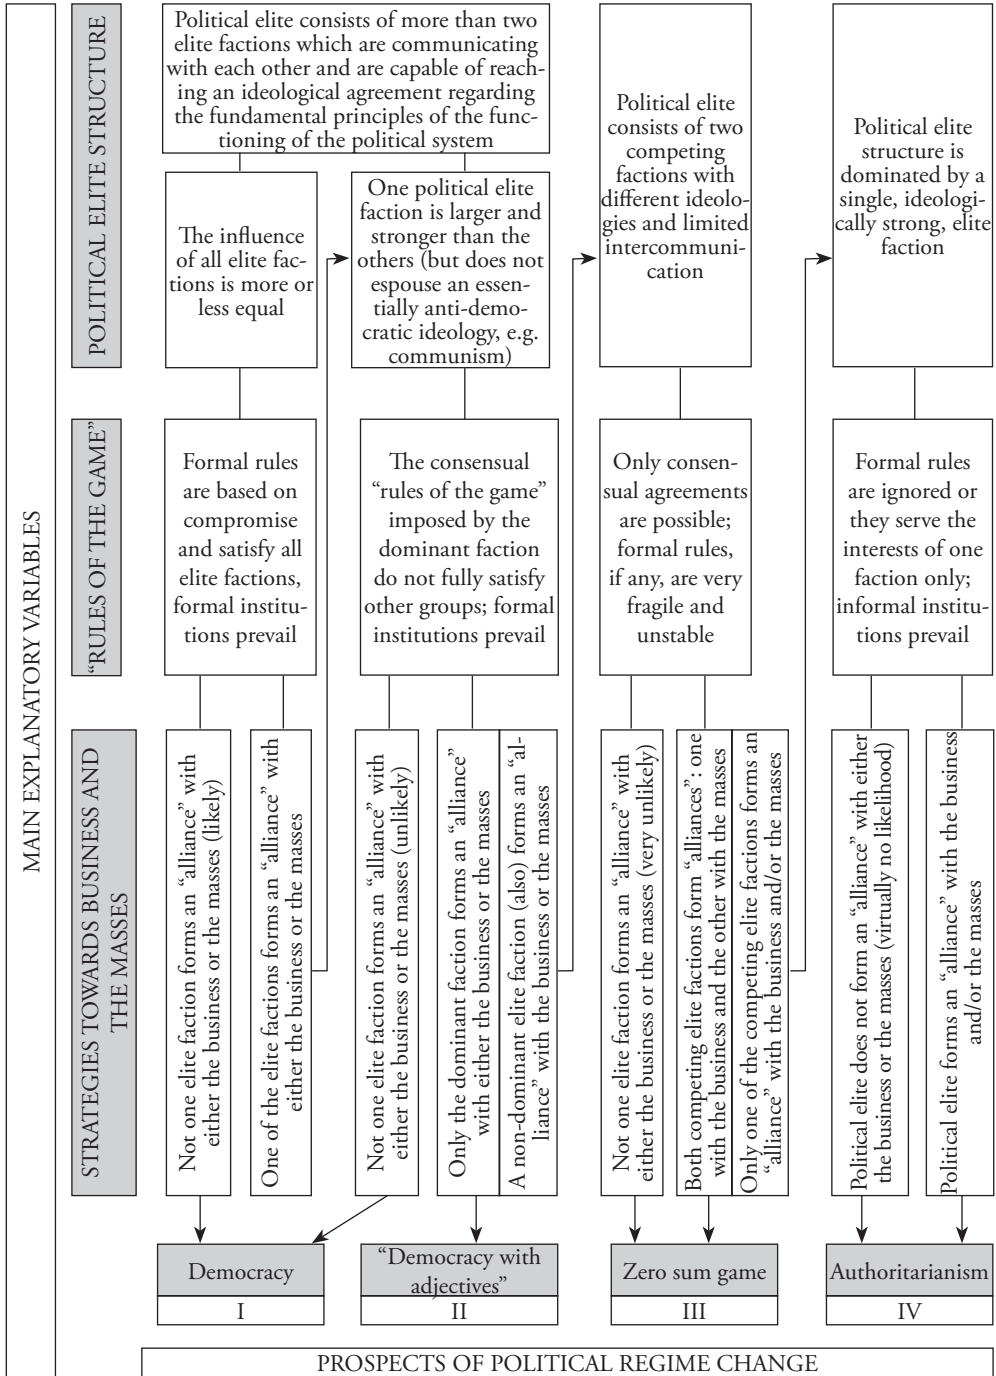 MAIN EXPLANATORY VARIABLES
POLITICAL ELITE STRUCTURE
Political elite consists of more than two
elite factions which are communicating
with each other and are capable of reach-
ing an ideological agreement regarding
the fundamental principles of the func-
tioning of the political system
The influence
of all elite fac-
tions is more or
less equal
One political elite
faction is larger and
stronger than the
others (but does not
espouse an essen-
tially anti-demo-
cratic ideology, e.g.
communism)
Political elite
consists of two
competing
factions with
different ideolo-
gies and limited
intercommuni-
cation
Political elite
structure is
dominated by a
single, ideologi-
cally strong, elite
faction
“RULES OF THE GAME”
Formal rules
are based on
compromise
and satisfy all
elite factions,
formal institu-
tions prevail
The consensual
“rules of the game”
imposed by the
dominant faction
do not fully satisfy
other groups; formal
institutions prevail
Only consen-
sual agreements
are possible;
formal rules,
if any, are very
fragile and
unstable
Formal rules
are ignored or
they serve the
interests of one
faction only;
informal institu-
tions prevail
STRATEGIES TOWARDS BUSINESS AND
THE MASSES
Not one elite faction forms an “alliance” with
either the business or the masses (likely)
One of the elite factions forms an “alliance” with
either the business or the masses
Not one elite faction forms an “alliance” with
either the business or the masses (unlikely)
Only the dominant faction forms an “alliance”
with either the business or the masses
A non-dominant elite faction (also) forms an “al-
liance” with the business or the masses
Not one elite faction forms an “alliance” with
either the business or the masses (very unlikely)
Both competing elite factions form “alliances”: one
with the business and the other with the masses
Only one of the competing elite factions forms an
“alliance” with the business and/or the masses
Political elite does not form an “alliance” with either
the business or the masses (virtually no likelihood)
Political elite forms an “alliance” with the business
and/or the masses
Democracy
I
“Democracy with
adjectives”
II
Zero sum game
III
Authoritarianism
IV
PROSPECTS OF POLITICAL REGIME CHANGE